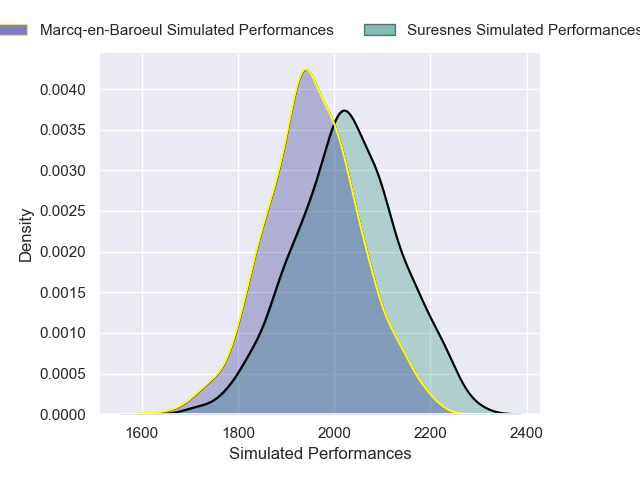 Marcq-en-Baroeul Simulated Performances
Suresnes Simulated Performances
0.0040
0.0035
0.0030
0.0025
0.0020
0.0015
0.0010
0.0005
0.0000
Density
1600 1800 2000 2200 2400
Simulated Performances